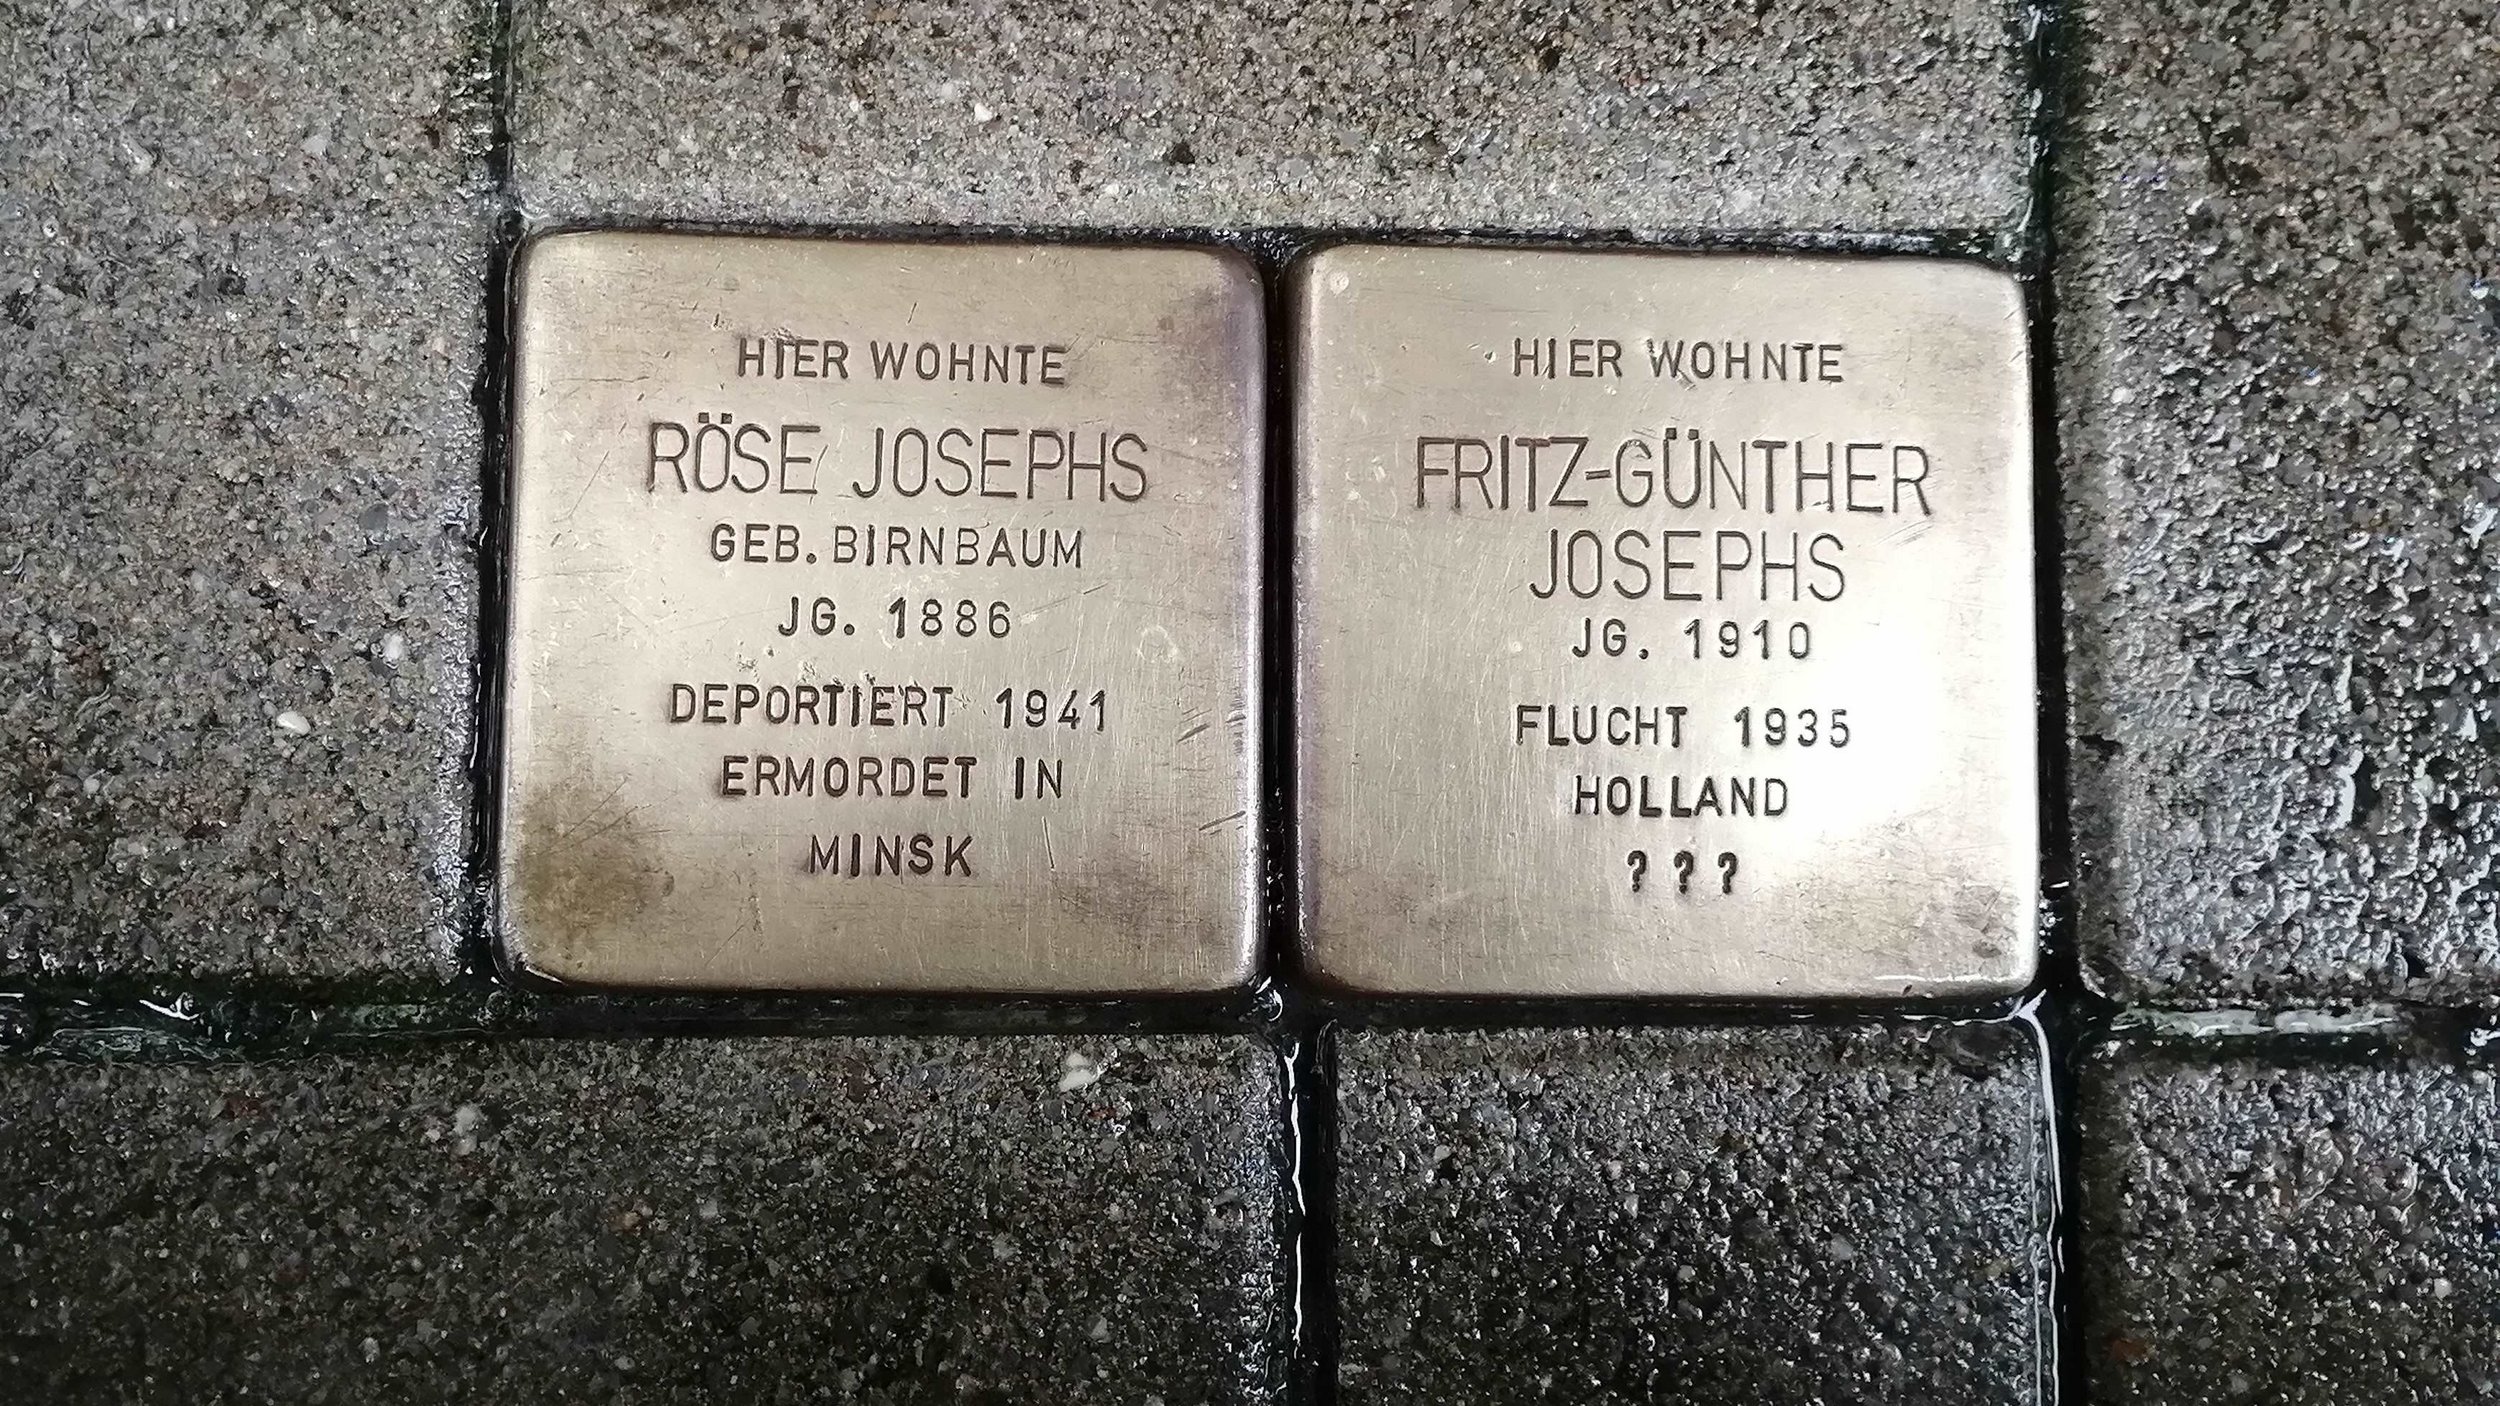 HIER WOHNTE
RÖSE JOSEPHS
GEB. BIRNBAUM
JG. 1886
DEPORTIERT 1941
ERMORDET IN
MINSK
HIER WOHNTE
FRITZ-GÜNTHER
JOSEPHS
JG. 1910
FLUCHT 1935
HOLLAND
? ? ?